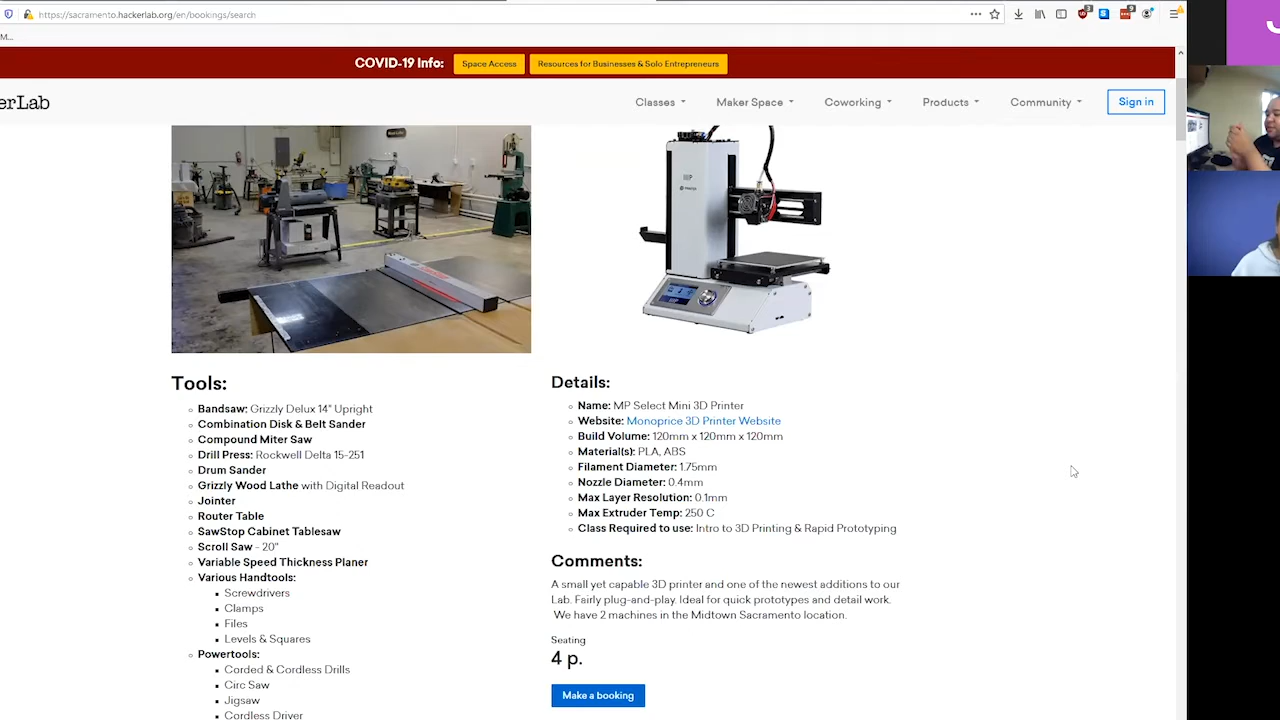 https://sacramento.hackerlab.org/en/bookings/search
M...
COVID-19 Info:
Space Access
Resources for Businesses & Solo Entrepreneurs
erLab
Classes
Maker Space
Coworking
Products
Community
Sign in
Tools:
Bandsaw: Grizzly Delux 14" Upright
Combination Disk & Belt Sander
Compound Miter Saw
Drill Press: Rockwell Delta 15-251
Drum Sander
Grizzly Wood Lathe with Digital Readout
Jointer
Router Table
SawStop Cabinet Tablesaw
Scroll Saw - 20"
Variable Speed Thickness Planer
Various Handtools:
Screwdrivers
Clamps
Files
Levels & Squares
Powertools:
Corded & Cordless Drills
Circ Saw
Jigsaw
Cordless Driver
Details:
Name: MP Select Mini 3D Printer
Website: Monoprice 3D Printer Website
Build Volume: 120mm x 120mm x 120mm
Material(s): PLA, ABS
Filament Diameter: 1.75mm
Nozzle Diameter: 0.4mm
Max Layer Resolution: 0.1mm
Max Extruder Temp: 250 C
Class Required to use: Intro to 3D Printing & Rapid Prototyping
Comments:
A small yet capable 3D printer and one of the newest additions to our
Lab. Fairly plug-and-play. Ideal for quick prototypes and detail work.
We have 2 machines in the Midtown Sacramento location.
Seating
4 p.
Make a booking